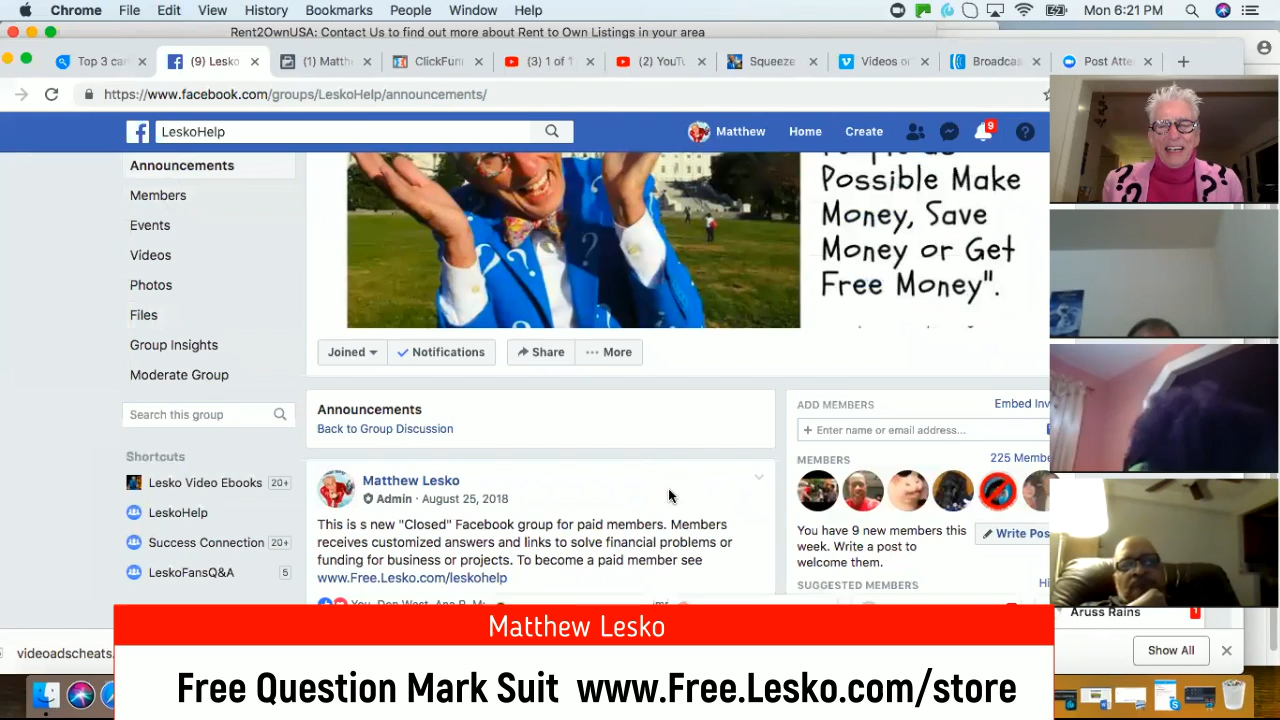 Chrome File Edit View History Bookmarks People Window Help Mon 6:21 PM
Rent2OwnUSA: Contact Us to find out more about Rent to Own Listings in your area
Top 3 car (9) Lesko (1) Matth ClickFun (3) 1 of 1 (2) YouTu Squeeze Videos on Broadcas Post Atte
https://www.facebook.com/groups/LeskoHelp/announcements/
LeskoHelp
Matthew Home Create 9
Announcements
Members
Events
Videos
Photos
Files
Group Insights
Moderate Group
Search this group
Shortcuts
Lesko Video Ebooks 20+
LeskoHelp
Success Connection 20+
LeskoFansQ&A 5
Possible Make
Money, Save
Money or Get
Free Money".
Joined Notifications Share More
Announcements
Back to Group Discussion
Matthew Lesko
Admin · August 25, 2018
This is s new "Closed" Facebook group for paid members. Members
receives customized answers and links to solve financial problems or
funding for business or projects. To become a paid member see
www.Free.Lesko.com/leskohelp
ADD MEMBERS Embed Inv
+ Enter name or email address...
MEMBERS 225 Membe
You have 9 new members this
week. Write a post to
welcome them.
Write Pos
SUGGESTED MEMBERS Hi
Aruss Rains 1
Show All
videoadscheats.
Matthew Lesko
Free Question Mark Suit www.Free.Lesko.com/store